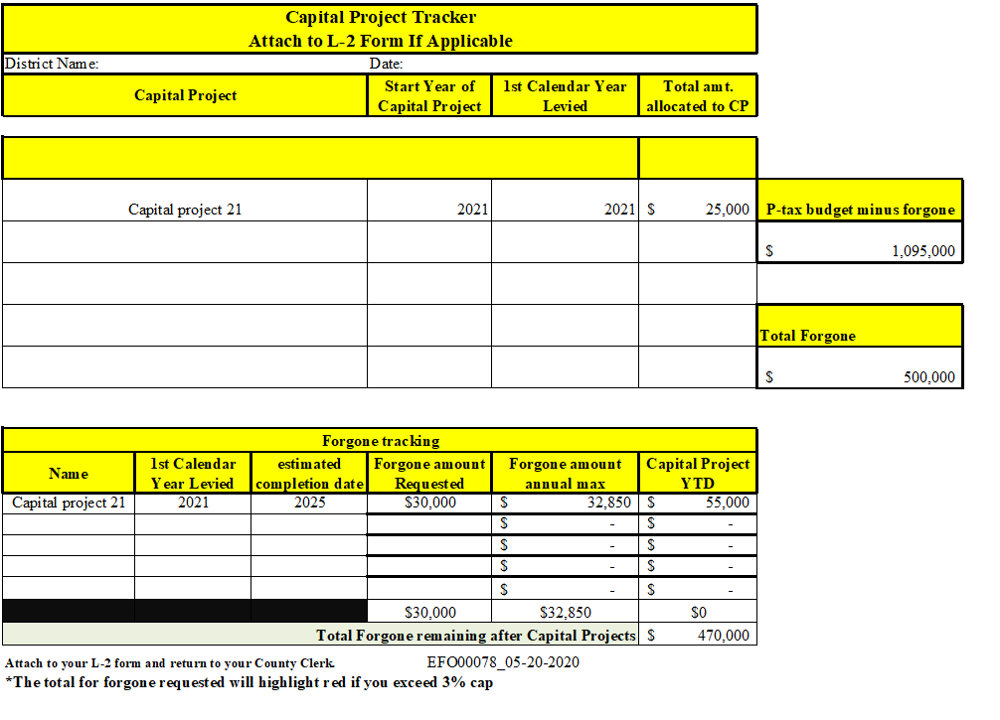 Capital Project Tracker
Attach to L-2 Form If Applicable
District Name: Date:
Capital Project
Start Year of
Capital Project
1st Calendar Year
Levied
Total amt.
allocated to CP
Capital project 21 2021 2021 $ 25,000
P-tax budget minus forgone
$ 1,095,000
Total Forgone
$ 500,000
Forgone tracking
Name
1st Calendar
Year Levied
estimated
completion date
Forgone amount
Requested
Forgone amount
annual max
Capital Project
YTD
Capital project 21 2021 2025 $30,000 $ 32,850 $ 55,000
$ - $ -
$ - $ -
$ - $ -
$ - $ -
$30,000 $32,850 $0
Total Forgone remaining after Capital Projects $ 470,000
Attach to your L-2 form and return to your County Clerk. EFO00078_05-20-2020
*The total for forgone requested will highlight red if you exceed 3% cap